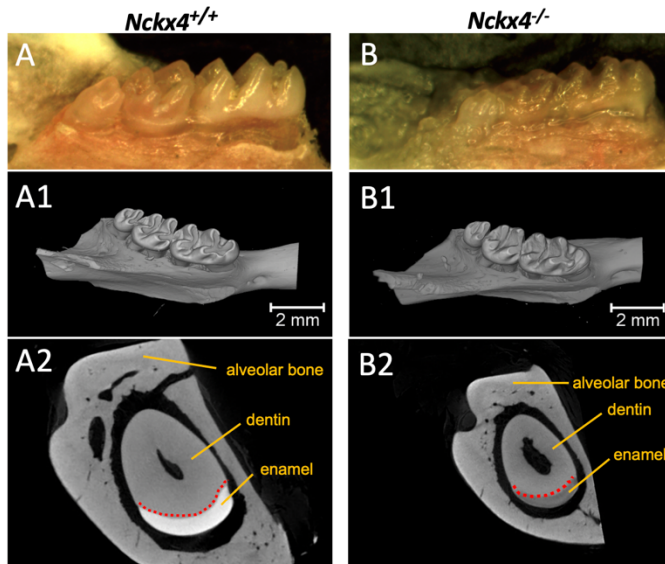 Nckx4+/+
Nckx4-/-
A
B
A1
B1
2 mm
2 mm
A2
B2
alveolar bone
dentin
enamel
alveolar bone
dentin
enamel